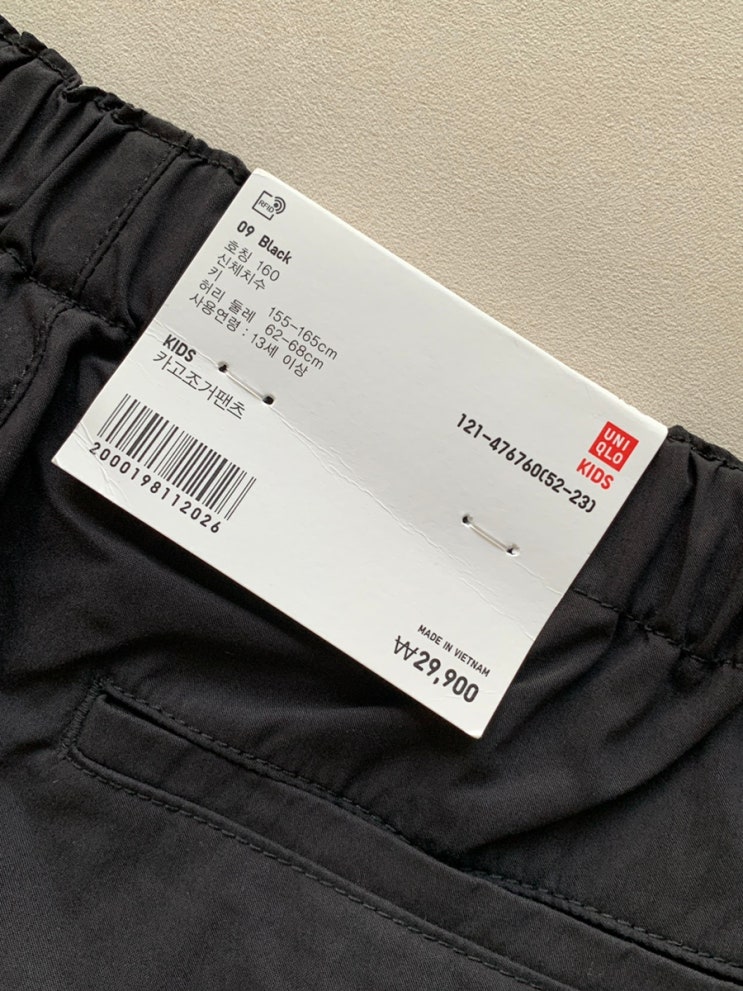 RFID
09 Black
호칭 160
신체치수
키 155-165cm
허리 둘레 62-68cm
사용연령 : 13세 이상
KIDS
카고조거팬츠
2000198112026
UNI
QLO
KIDS
121-476760(52-23)
MADE IN VIETNAM
₩29,900